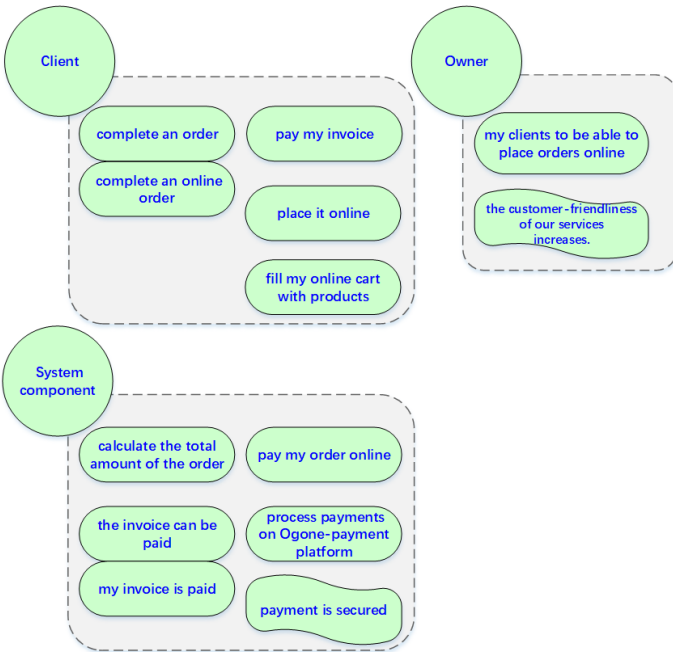 Client
complete an order
complete an online
order
pay my invoice
place it online
fill my online cart
with products
Owner
my clients to be able to
place orders online
the customer-friendliness
of our services
increases.
System
component
calculate the total
amount of the order
the invoice can be
paid
my invoice is paid
pay my order online
process payments
on Ogone-payment
platform
payment is secured